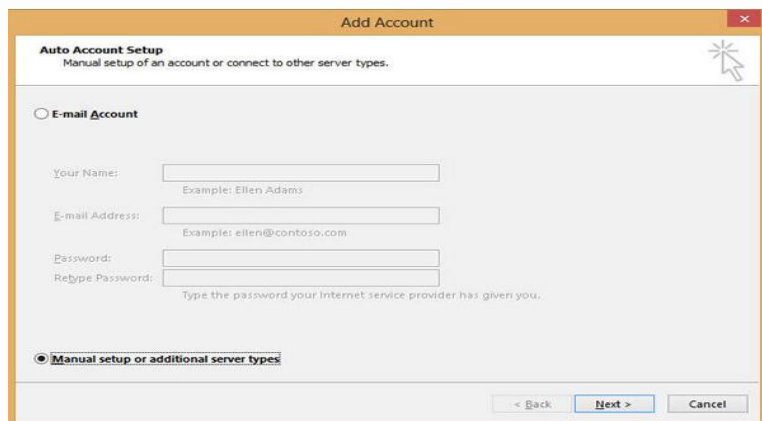 Add Account
Auto Account Setup
Manual setup of an account or connect to other server types.
E-mail Account
Your Name:
Example: Ellen Adams
E-mail Address:
Example: ellen@contoso.com
Password:
Retype Password:
Type the password your Internet service provider has given you.
Manual setup or additional server types
< Back Next > Cancel